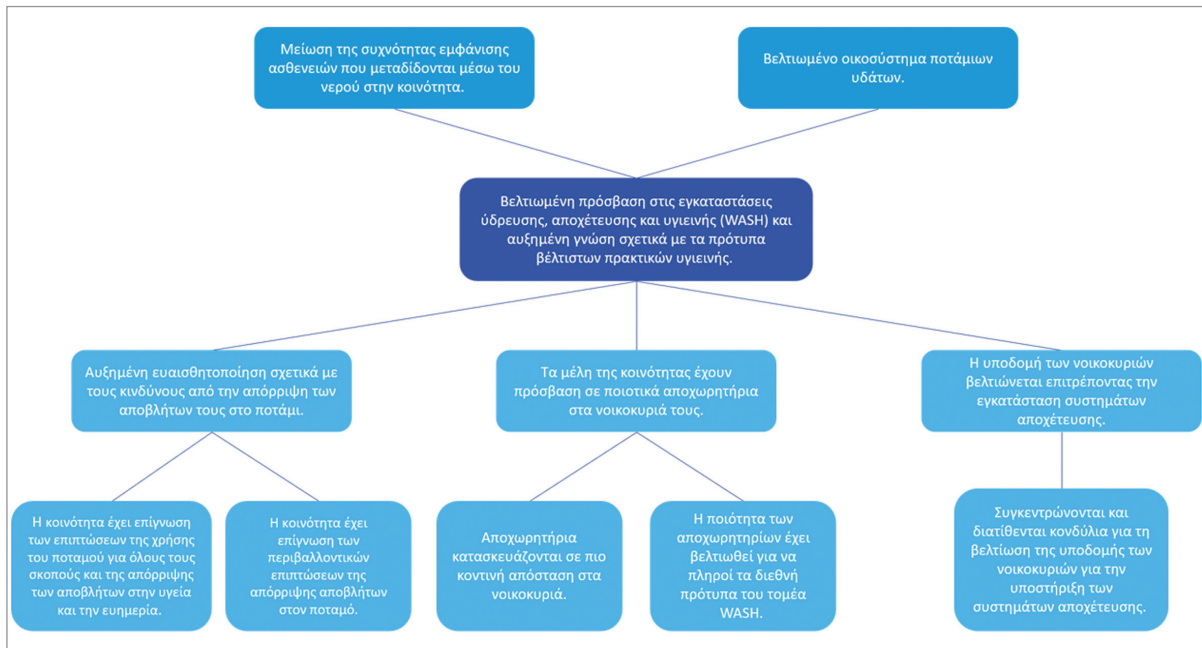 Μείωση της συχνότητας εμφάνισης
ασθενειών που μεταδίδονται μέσω του
νερού στην κοινότητα.
Βελτιωμένο οικοσύστημα ποτάμιων
υδάτων.
Βελτιωμένη πρόσβαση στις εγκαταστάσεις
ύδρευσης, αποχέτευσης και υγιεινής (WASH) και
αυξημένη γνώση σχετικά με τα πρότυπα
βέλτιστων πρακτικών υγιεινής.
Αυξημένη ευαισθητοποίηση σχετικά με
τους κινδύνους από την απόρριψη των
αποβλήτων τους στο ποτάμι.
Τα μέλη της κοινότητας έχουν
πρόσβαση σε ποιοτικά αποχωρητήρια
στα νοικοκυριά τους.
Η υποδομή των νοικοκυριών
βελτιώνεται επιτρέποντας την
εγκατάσταση συστημάτων
αποχέτευσης.
Η κοινότητα έχει επίγνωση
των επιπτώσεων της χρήσης
του ποταμού για όλους τους
σκοπούς και της απόρριψης
των αποβλήτων στην υγεία
και την ευημερία.
Η κοινότητα έχει
επίγνωση των
περιβαλλοντικών
επιπτώσεων της
απόρριψης αποβλήτων
στον ποταμό.
Αποχωρητήρια
κατασκευάζονται σε πιο
κοντινή απόσταση στα
νοικοκυριά.
Η ποιότητα των
αποχωρητηρίων έχει
βελτιωθεί για να
πληροί τα διεθνή
πρότυπα του τομέα
WASH.
Συγκεντρώνονται και
διατίθενται κονδύλια για τη
βελτίωση της υποδομής των
νοικοκυριών για την
υποστήριξη των
συστημάτων αποχέτευσης.